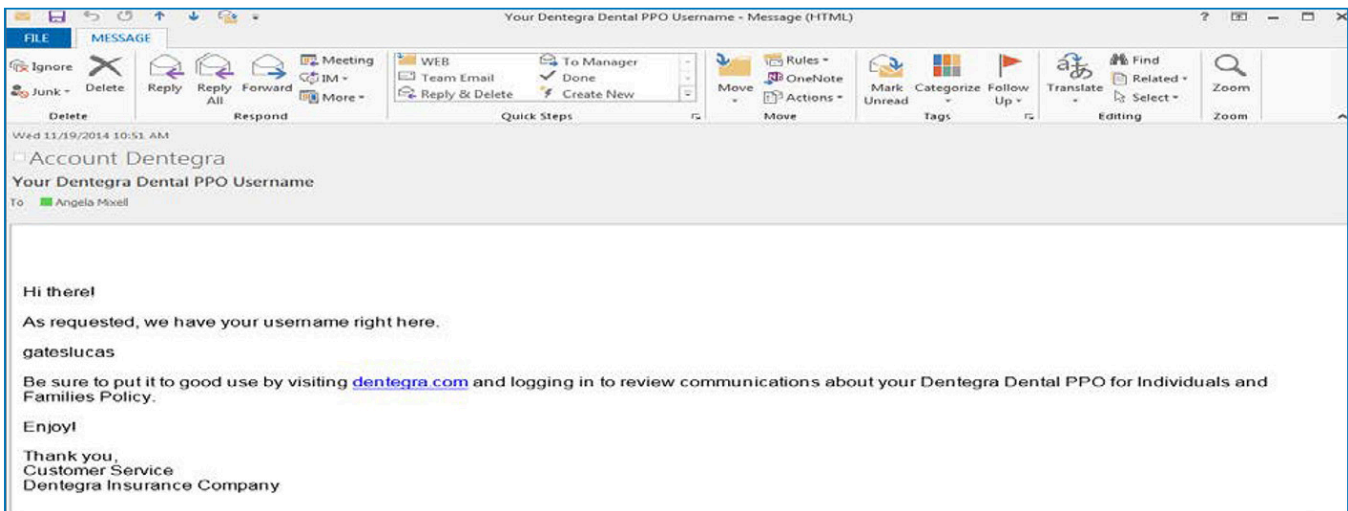 Your Dentegra Dental PPO Username - Message (HTML)
?
FILE
MESSAGE
Ignore
Junk
Delete
Reply
Reply All
Forward
Meeting
IM
More
WEB
Team Email
Reply & Delete
To Manager
Done
Create New
Move
Rules
OneNote
Actions
Mark Unread
Categorize
Follow Up
Translate
Find
Related
Select
Zoom
Delete
Respond
Quick Steps
Move
Tags
Editing
Zoom
Wed 11/19/2014 10:51 AM
Account Dentegra
Your Dentegra Dental PPO Username
To Angela Mixell
Hi there!
As requested, we have your username right here.
gateslucas
Be sure to put it to good use by visiting dentegra.com and logging in to review communications about your Dentegra Dental PPO for Individuals and
Families Policy.
Enjoy!
Thank you,
Customer Service
Dentegra Insurance Company